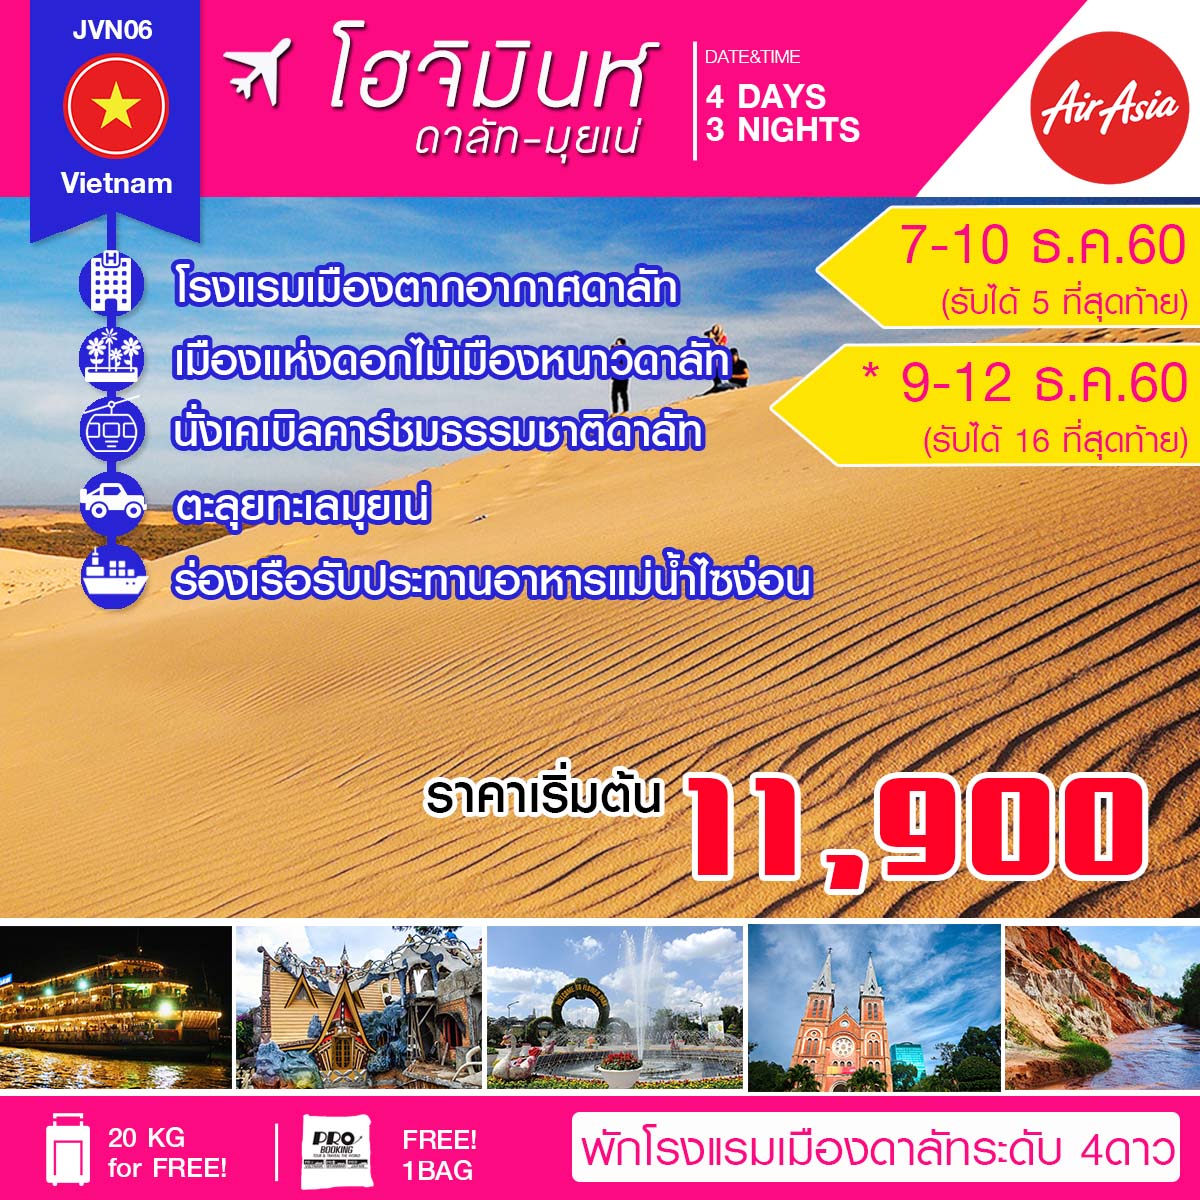 JVN06
Vietnam
โฮจิมินห์
ดาลัท-มุยเน่
DATE&TIME
4 DAYS
3 NIGHTS
AirAsia
7-10 ธ.ค.60
(รับได้ 5 ที่สุดท้าย)
* 9-12 ธ.ค.60
(รับได้ 16 ที่สุดท้าย)
H
โรงแรมเมืองตากอากาศดาลัท
เมืองแห่งดอกไม้เมืองหนาวดาลัท
นั่งเคเบิลคาร์ชมธรรมชาติดาลัท
ตะลุยทะเลมุยเน่
ร่องเรือรับประทานอาหารแม่น้ำไซง่อน
ราคาเริ่มต้น 11,900
20 KG
for FREE!
PRO
BOOKING
FREE!
1BAG
พักโรงแรมเมืองดาลัทระดับ 4ดาว